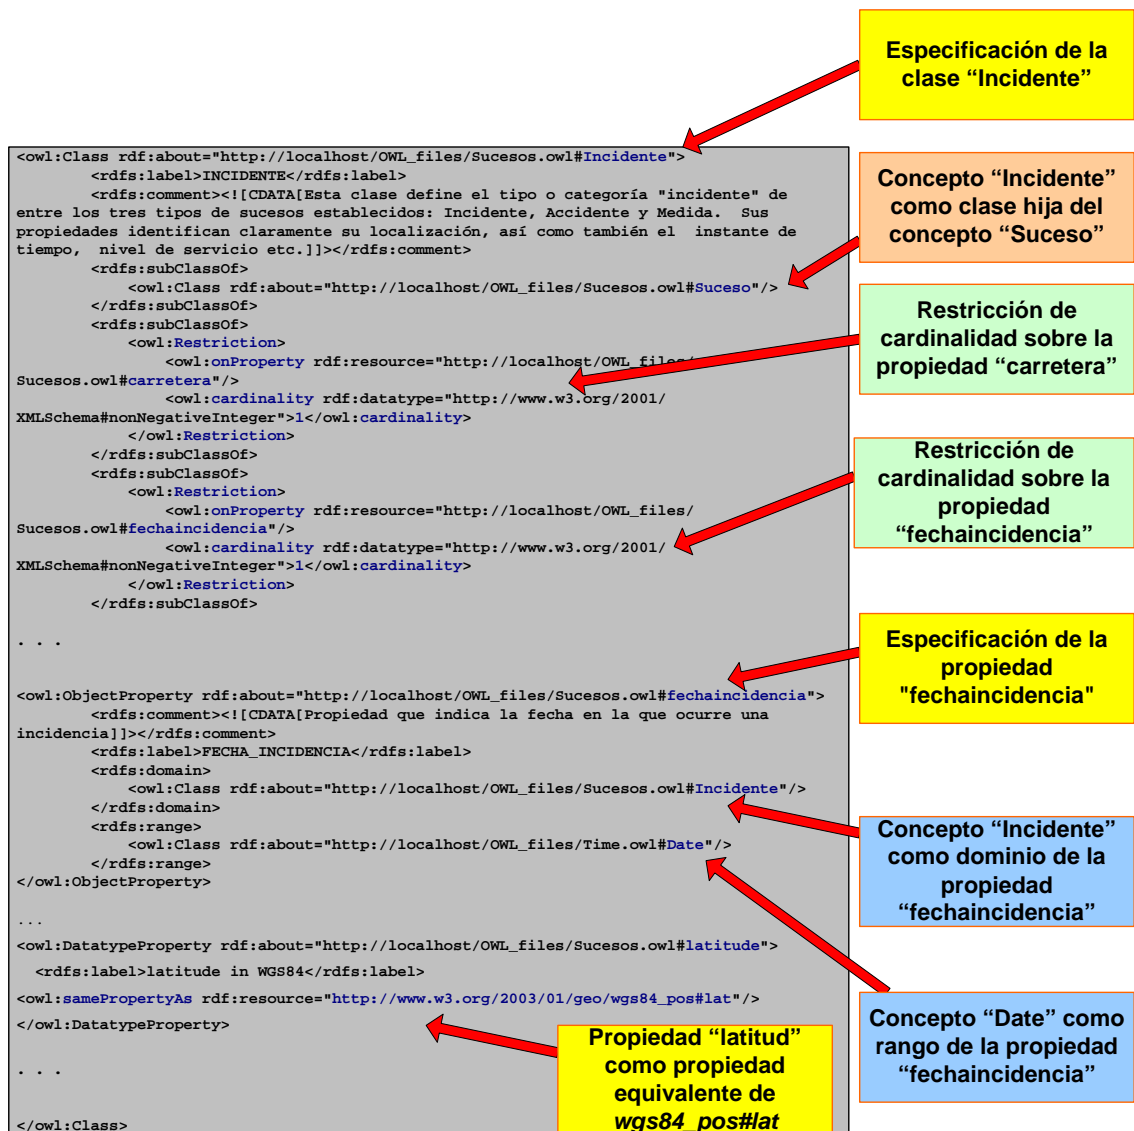 Especificación de la
clase “Incidente”
<owl:Class rdf:about="http://localhost/OWL_files/Sucesos.owl#Incidente">
<rdfs:label>INCIDENTE</rdfs:label>
<rdfs:comment><![CDATA[Esta clase define el tipo o categoría "incidente" de
entre los tres tipos de sucesos establecidos: Incidente, Accidente y Medida.  Sus
propiedades identifican claramente su localización, así como también el  instante de
tiempo,  nivel de servicio etc.]]></rdfs:comment>
<rdfs:subClassOf>
<owl:Class rdf:about="http://localhost/OWL_files/Sucesos.owl#Suceso"/>
</rdfs:subClassOf>
<rdfs:subClassOf>
<owl:Restriction>
<owl:onProperty rdf:resource="http://localhost/OWL_files/
Sucesos.owl#carretera"/>
<owl:cardinality rdf:datatype="http://www.w3.org/2001/
XMLSchema#nonNegativeInteger">1</owl:cardinality>
</owl:Restriction>
</rdfs:subClassOf>
<rdfs:subClassOf>
<owl:Restriction>
<owl:onProperty rdf:resource="http://localhost/OWL_files/
Sucesos.owl#fechaincidencia"/>
<owl:cardinality rdf:datatype="http://www.w3.org/2001/
XMLSchema#nonNegativeInteger">1</owl:cardinality>
</owl:Restriction>
</rdfs:subClassOf>
. . .
<owl:ObjectProperty rdf:about="http://localhost/OWL_files/Sucesos.owl#fechaincidencia">
<rdfs:comment><![CDATA[Propiedad que indica la fecha en la que ocurre una
incidencia]]></rdfs:comment>
<rdfs:label>FECHA_INCIDENCIA</rdfs:label>
<rdfs:domain>
<owl:Class rdf:about="http://localhost/OWL_files/Sucesos.owl#Incidente"/>
</rdfs:domain>
<rdfs:range>
<owl:Class rdf:about="http://localhost/OWL_files/Time.owl#Date"/>
</rdfs:range>
</owl:ObjectProperty>
...
<owl:DatatypeProperty rdf:about="http://localhost/OWL_files/Sucesos.owl#latitude">
<rdfs:label>latitude in WGS84</rdfs:label>
<owl:samePropertyAs rdf:resource="http://www.w3.org/2003/01/geo/wgs84_pos#lat"/>
</owl:DatatypeProperty>
. . .
</owl:Class>
Concepto “Incidente”
como clase hija del
concepto “Suceso”
Restricción de
cardinalidad sobre la
propiedad “carretera”
Restricción de
cardinalidad sobre la
propiedad
“fechaincidencia”
Especificación de la
propiedad
"fechaincidencia"
Concepto “Incidente”
como dominio de la
propiedad
“fechaincidencia”
Concepto “Date” como
rango de la propiedad
“fechaincidencia”
Propiedad “latitud”
como propiedad
equivalente de
wgs84_pos#lat